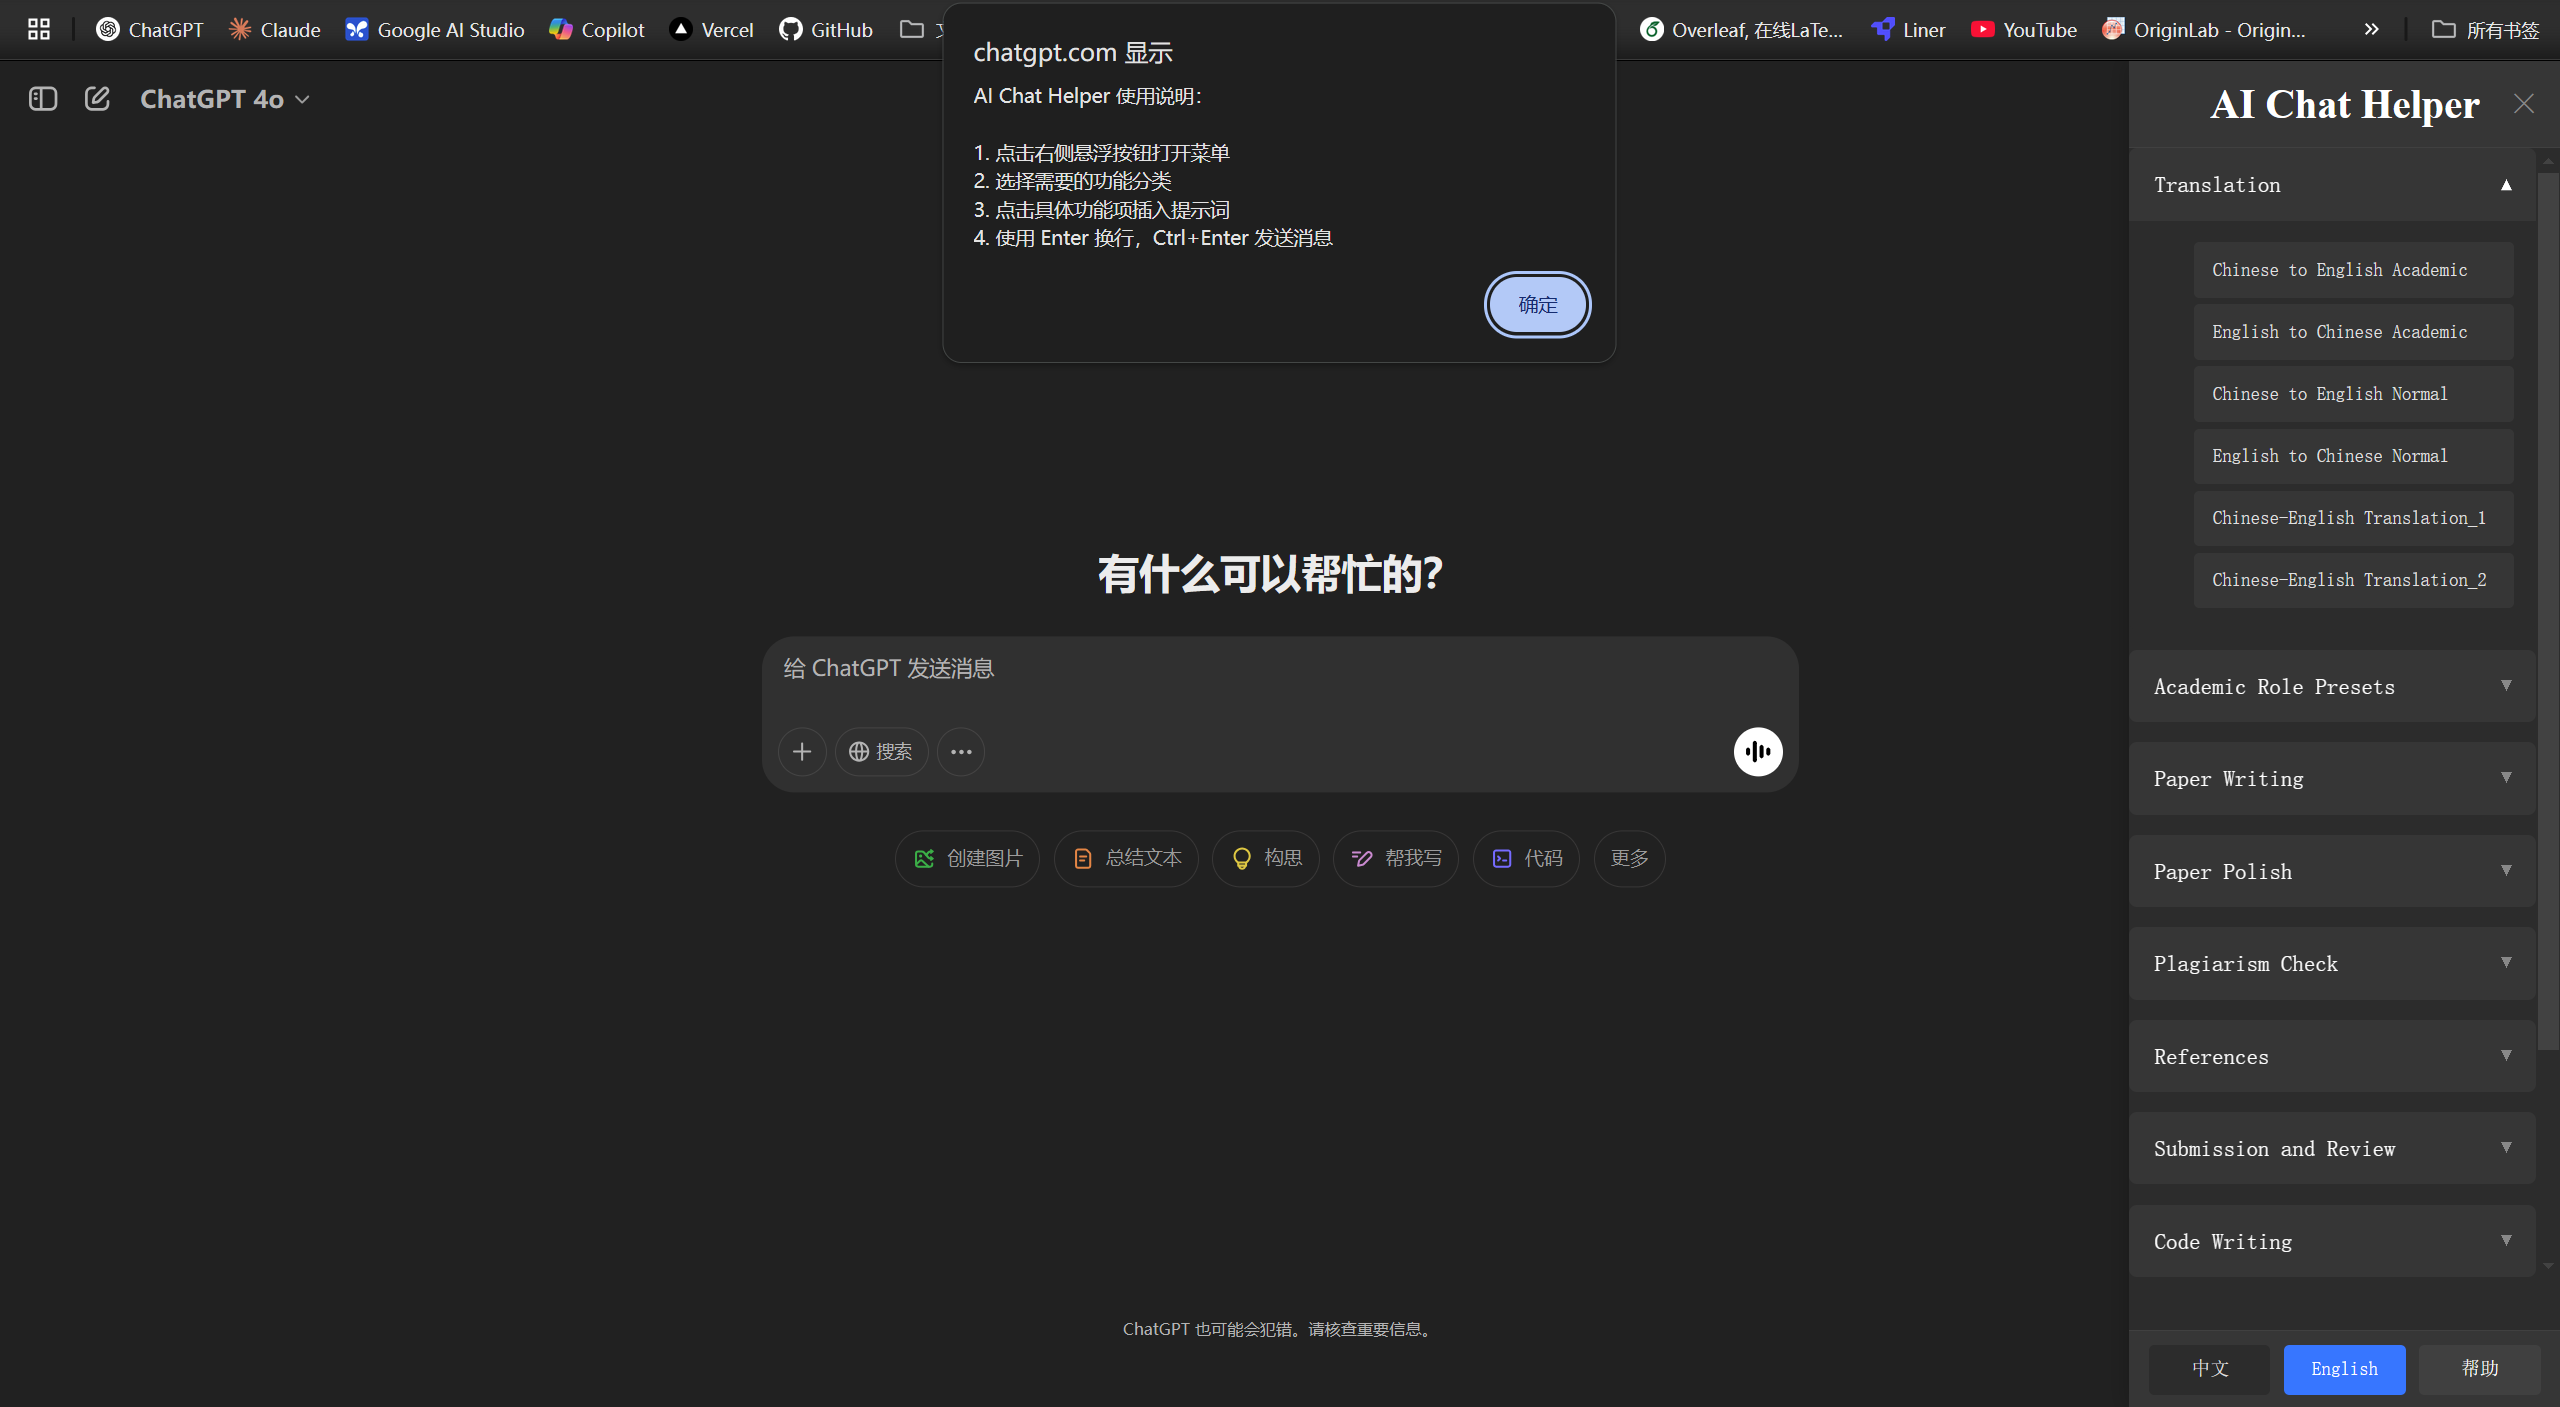 ChatGPT
Claude
Google AI Studio
Copilot
Vercel
GitHub
Overleaf, 在线LaTe...
Liner
YouTube
OriginLab - Origin...
所有书签
ChatGPT 4o
chatgpt.com 显示
AI Chat Helper 使用说明：
1. 点击右侧悬浮按钮打开菜单
2. 选择需要的功能分类
3. 点击具体功能项插入提示词
4. 使用 Enter 换行，Ctrl+Enter 发送消息
确定
有什么可以帮忙的？
给 ChatGPT 发送消息
搜索
创建图片
总结文本
构思
帮我写
代码
更多
ChatGPT 也可能会犯错。请核查重要信息。
AI Chat Helper
Translation
Chinese to English Academic
English to Chinese Academic
Chinese to English Normal
English to Chinese Normal
Chinese-English Translation_1
Chinese-English Translation_2
Academic Role Presets
Paper Writing
Paper Polish
Plagiarism Check
References
Submission and Review
Code Writing
中文
English
帮助